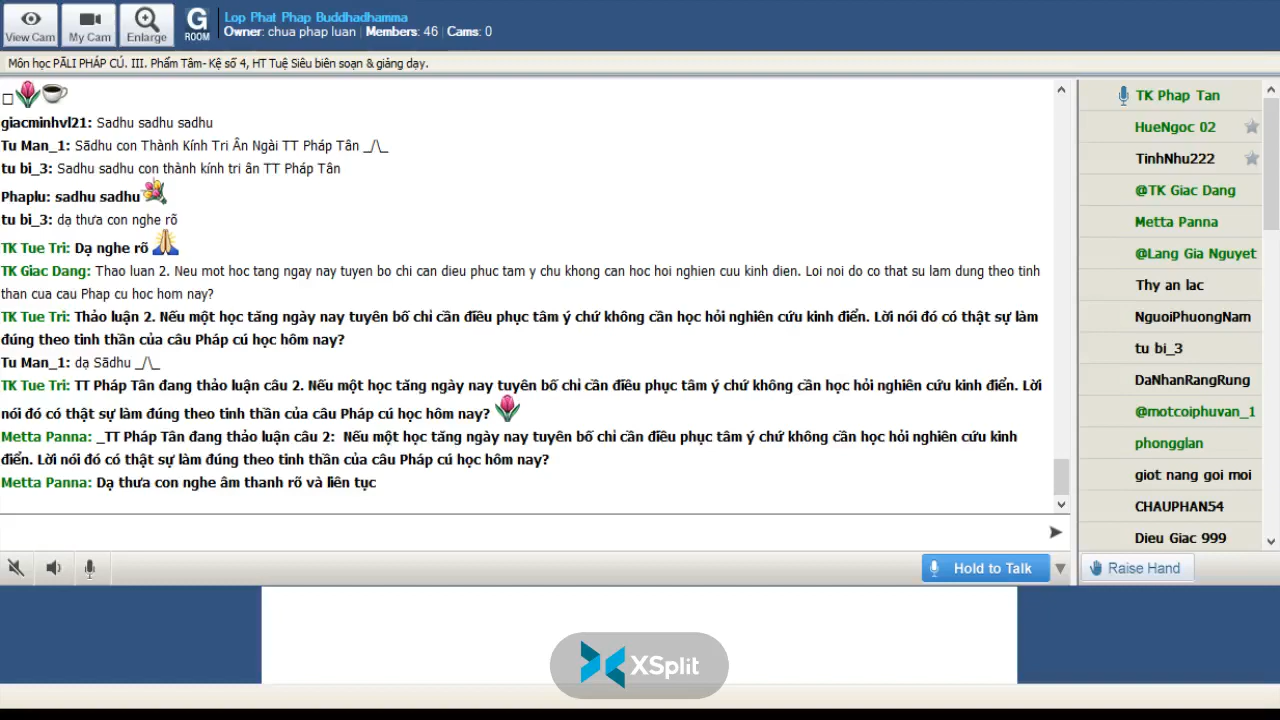 View Cam
My Cam
Enlarge
G
ROOM
Lop Phat Phap Buddhadhamma
Owner: chua phap luan | Members: 46 | Cams: 0
Môn học PÃLI PHÁP CÚ. III. Phẩm Tâm- Kệ số 4, HT Tuệ Siêu biên soạn & giảng dạy.
giacminhvl21: Sadhu sadhu sadhu
Tu Man_1: Sādhu con Thành Kính Tri Ân Ngài TT Pháp Tân _/\_
tu bi_3: Sadhu sadhu con thành kính tri ân TT Pháp Tân
Phaplu: sadhu sadhu
tu bi_3: dạ thưa con nghe rõ
TK Tue Tri: Dạ nghe rõ
TK Giac Dang: Thao luan 2. Neu mot hoc tang ngay nay tuyen bo chi can dieu phuc tam y chu khong can hoc hoi nghien cuu kinh dien. Loi noi do co that su lam dung theo tinh
than cua cau Phap cu hoc hom nay?
TK Tue Tri: Thảo luận 2. Nếu một học tăng ngày nay tuyên bố chỉ cần điều phục tâm ý chứ không cần học hỏi nghiên cứu kinh điển. Lời nói đó có thật sự làm
đúng theo tinh thần của câu Pháp cú học hôm nay?
Tu Man_1: dạ Sādhu _/\_
TK Tue Tri: TT Pháp Tân đang thảo luận câu 2. Nếu một học tăng ngày nay tuyên bố chỉ cần điều phục tâm ý chứ không cần học hỏi nghiên cứu kinh điển. Lời
nói đó có thật sự làm đúng theo tinh thần của câu Pháp cú học hôm nay?
Metta Panna: _TT Pháp Tân đang thảo luận câu 2:  Nếu một học tăng ngày nay tuyên bố chỉ cần điều phục tâm ý chứ không cần học hỏi nghiên cứu kinh
điển. Lời nói đó có thật sự làm đúng theo tinh thần của câu Pháp cú học hôm nay?
Metta Panna: Dạ thưa con nghe âm thanh rõ và liên tục
TK Phap Tan
HueNgoc 02
TinhNhu222
@TK Giac Dang
Metta Panna
@Lang Gia Nguyet
Thy an lac
NguoiPhuongNam
tu bi_3
DaNhanRangRung
@motcoiphuvan_1
phongglan
giot nang goi moi
CHAUPHAN54
Dieu Giac 999
Hold to Talk
Raise Hand
XSplit